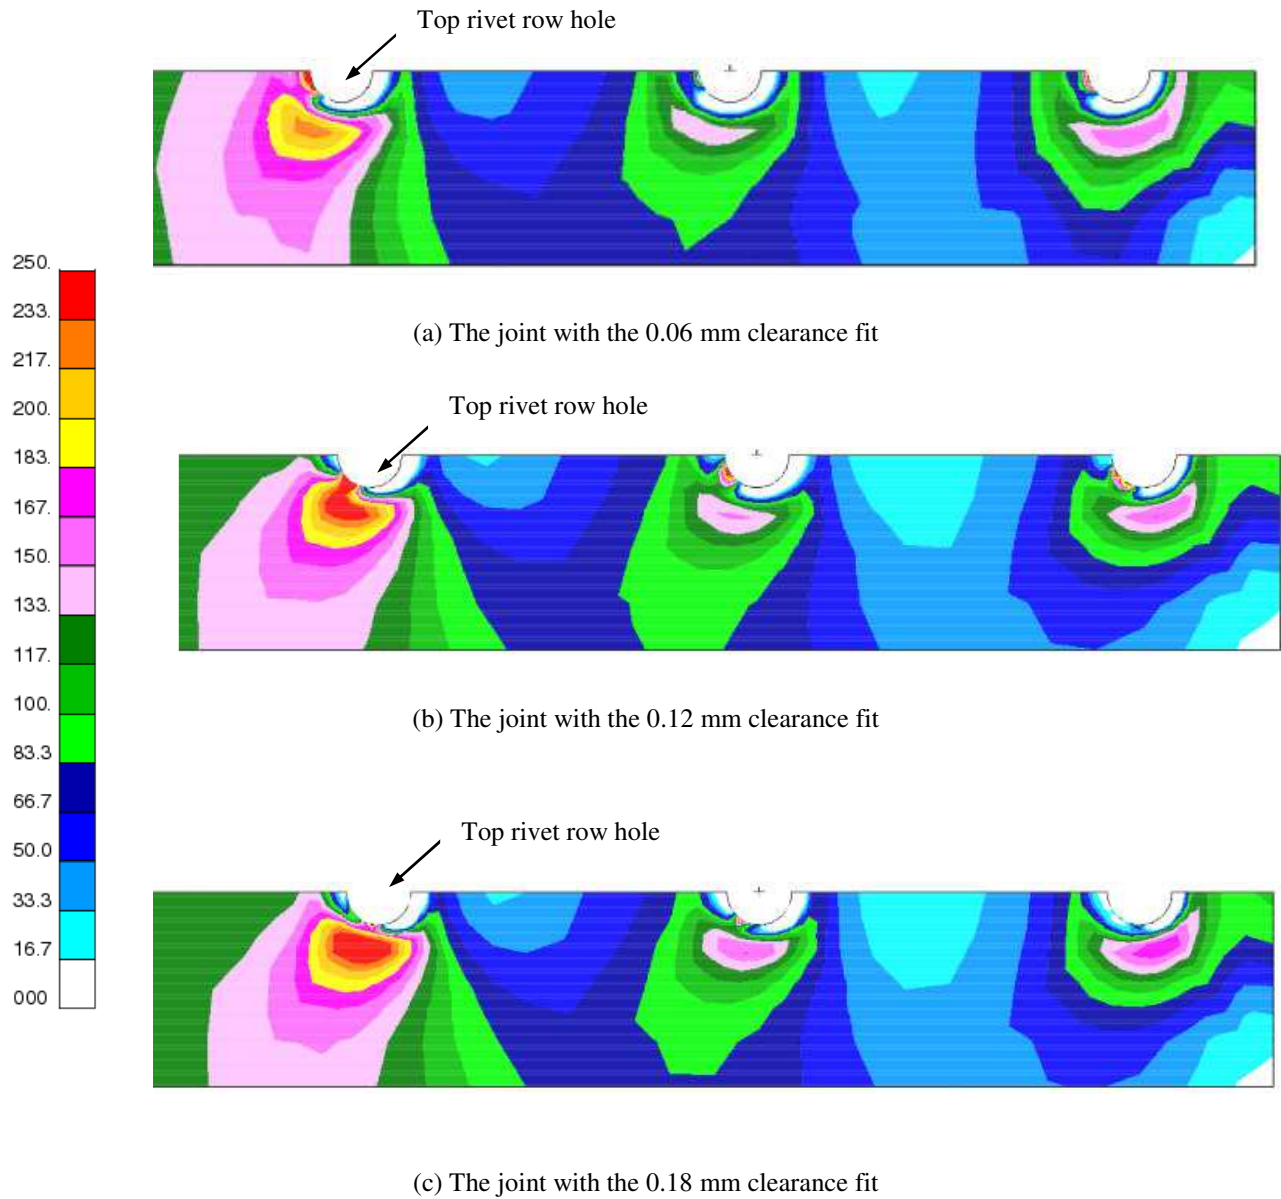 Top rivet row hole
(a) The joint with the 0.06 mm clearance fit
Top rivet row hole
(b) The joint with the 0.12 mm clearance fit
Top rivet row hole
(c) The joint with the 0.18 mm clearance fit
250.
233.
217.
200.
183.
167.
150.
133.
117.
100.
83.3
66.7
50.0
33.3
16.7
000